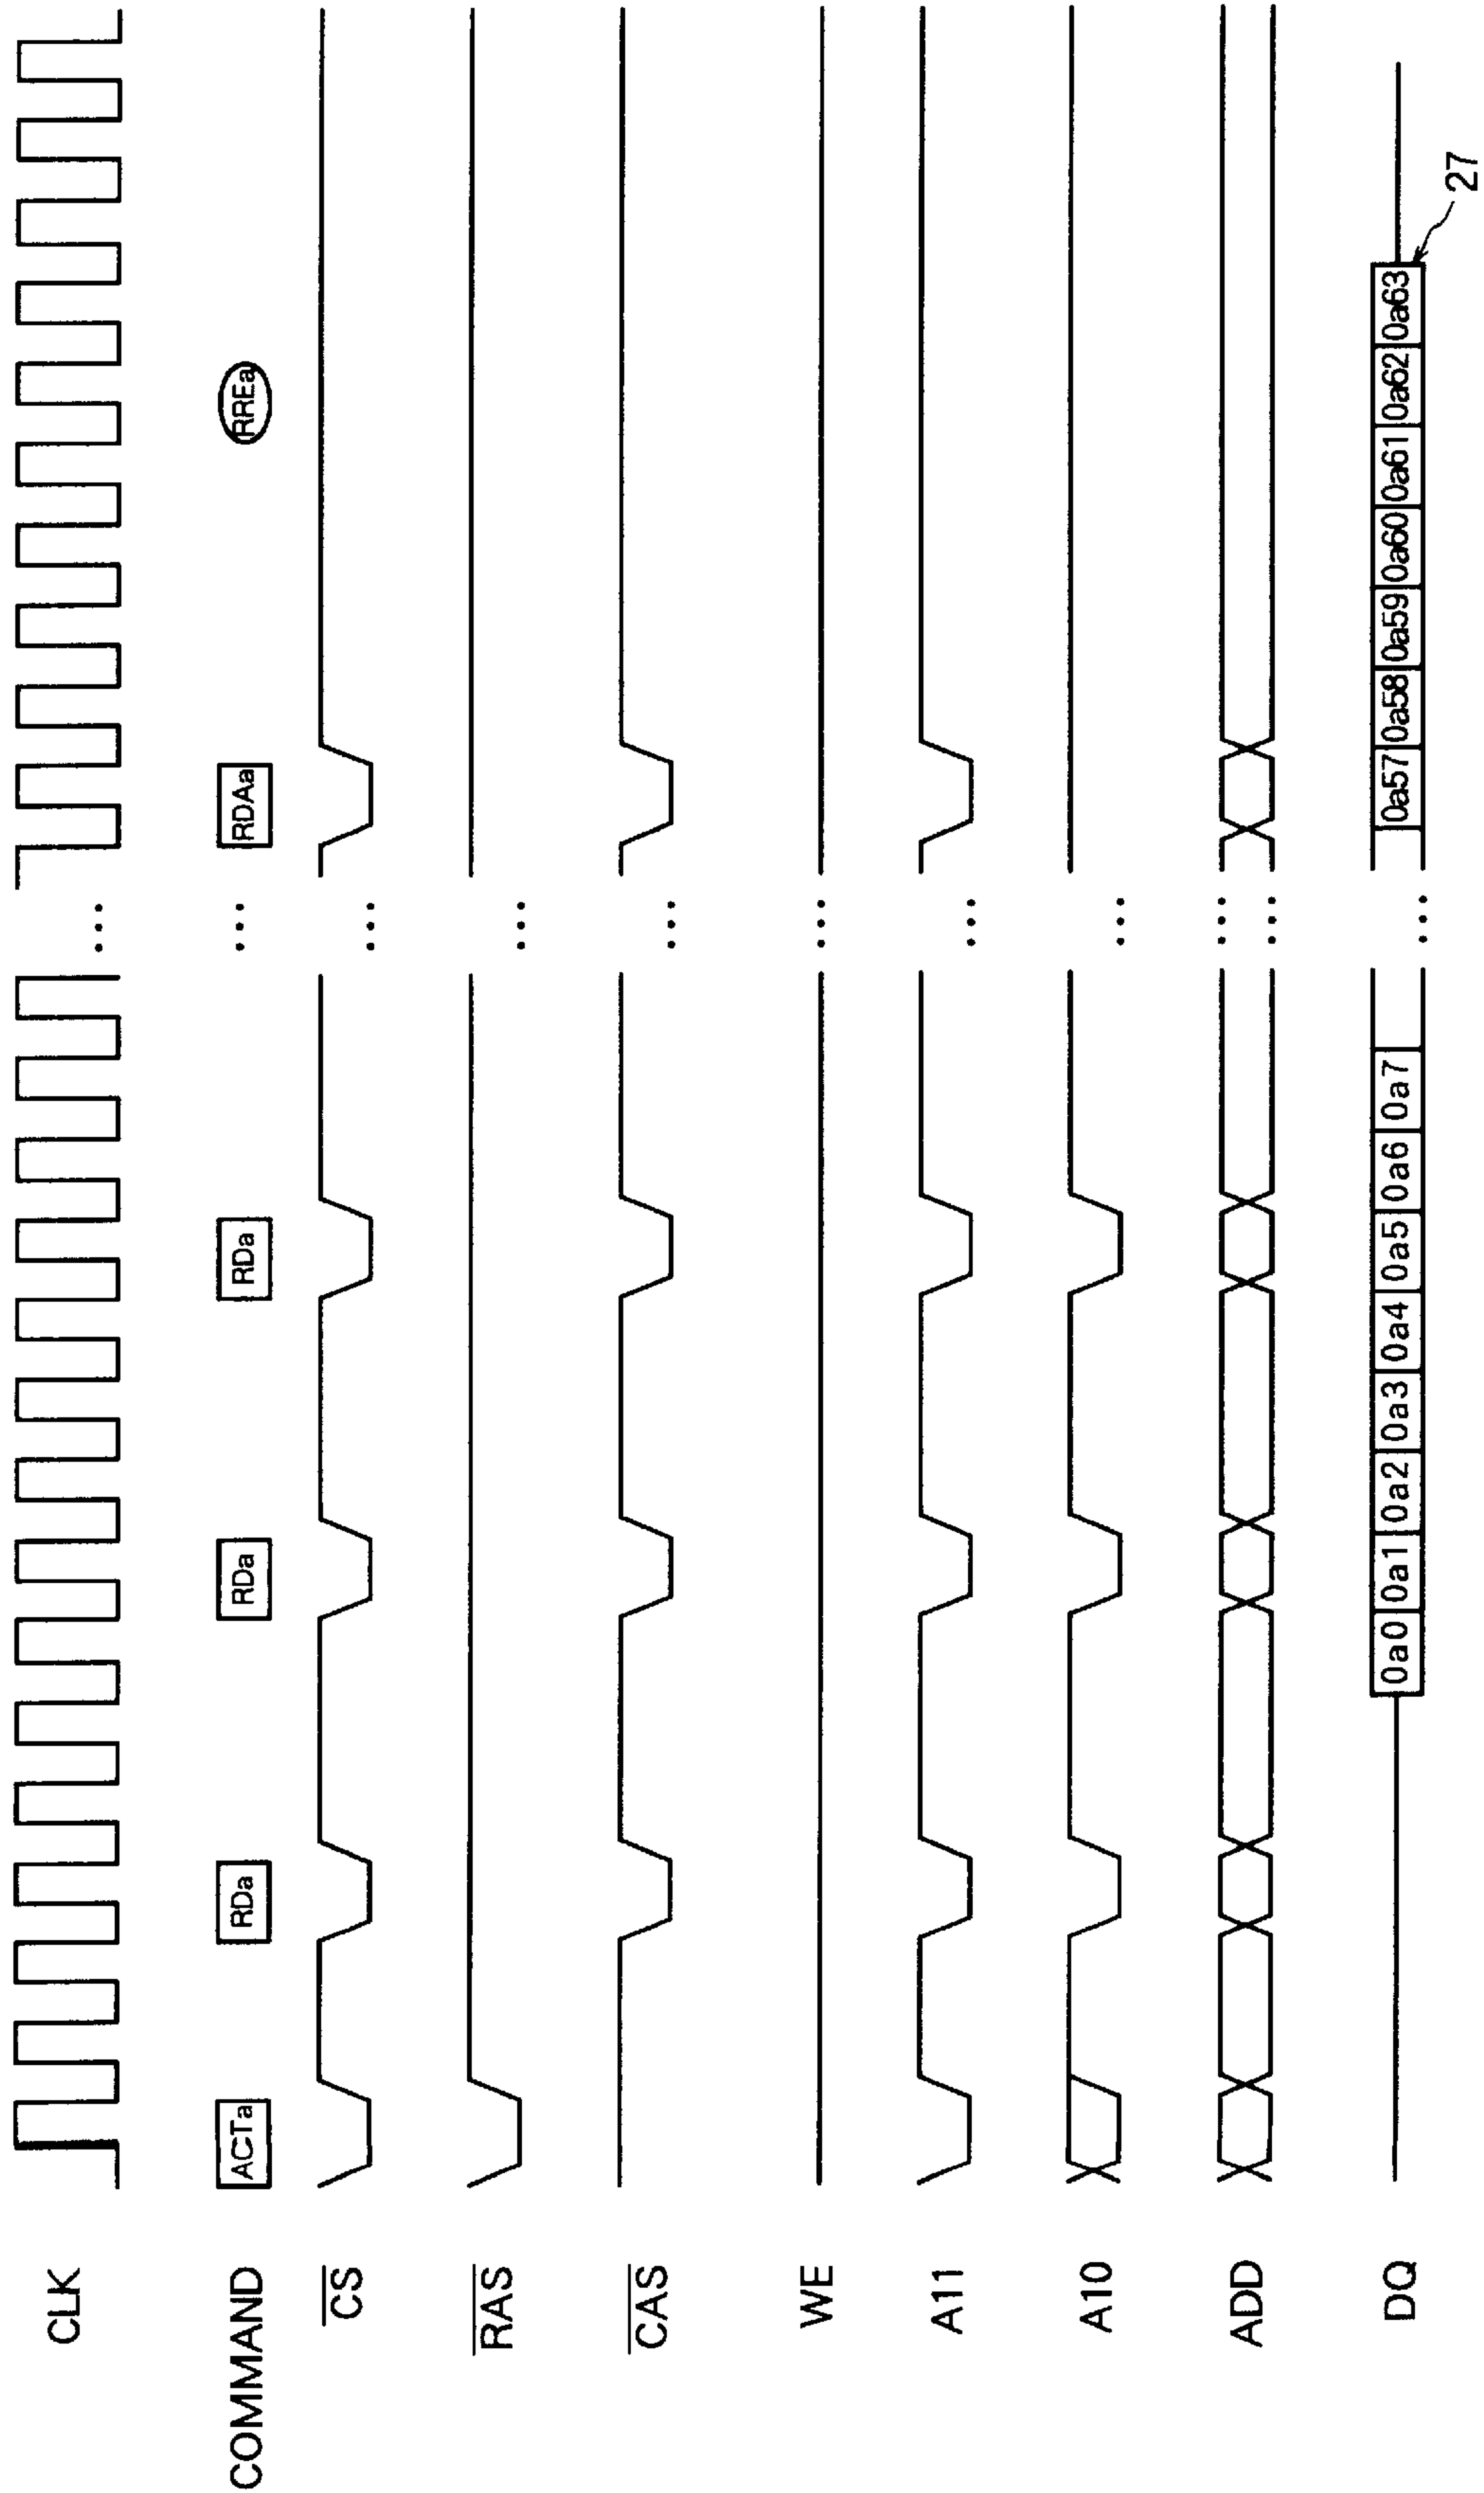 CLK
COMMAND ACTa RDa RDa RDa ... RDAa RREa
CS
RAS
CAS
WE
A11
A10
ADD
DQ 0a0 0a1 0a2 0a3 0a4 0a5 0a6 0a7 ... 0a57 0a58 0a59 0a60 0a61 0a62 0a63
27